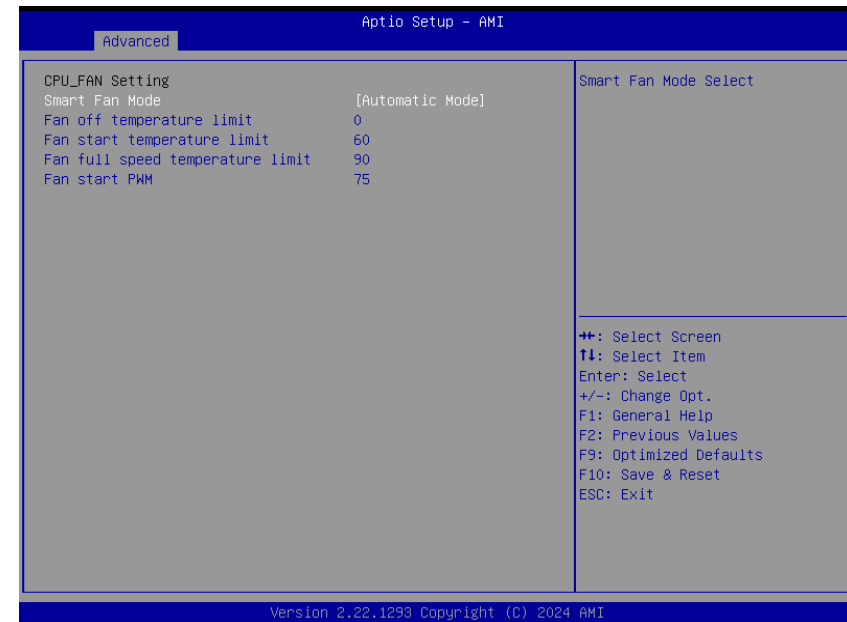 Aptio Setup – AMI
Advanced
CPU_FAN Setting
Smart Fan Mode [Automatic Mode]
Fan off temperature limit 0
Fan start temperature limit 60
Fan full speed temperature limit 90
Fan start PWM 75
Smart Fan Mode Select
→←: Select Screen
↑↓: Select Item
Enter: Select
+/-: Change Opt.
F1: General Help
F2: Previous Values
F9: Optimized Defaults
F10: Save & Reset
ESC: Exit
Version 2.22.1293 Copyright (C) 2024 AMI